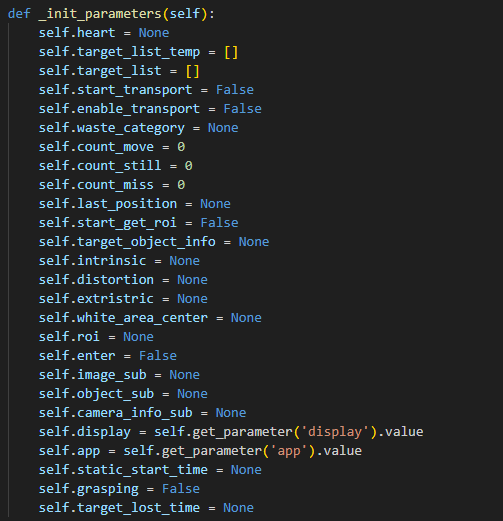 def _init_parameters(self):
    self.heart = None
    self.target_list_temp = []
    self.target_list = []
    self.start_transport = False
    self.enable_transport = False
    self.waste_category = None
    self.count_move = 0
    self.count_still = 0
    self.count_miss = 0
    self.last_position = None
    self.start_get_roi = False
    self.target_object_info = None
    self.intrinsic = None
    self.distortion = None
    self.extristric = None
    self.white_area_center = None
    self.roi = None
    self.enter = False
    self.image_sub = None
    self.object_sub = None
    self.camera_info_sub = None
    self.display = self.get_parameter('display').value
    self.app = self.get_parameter('app').value
    self.static_start_time = None
    self.grasping = False
    self.target_lost_time = None